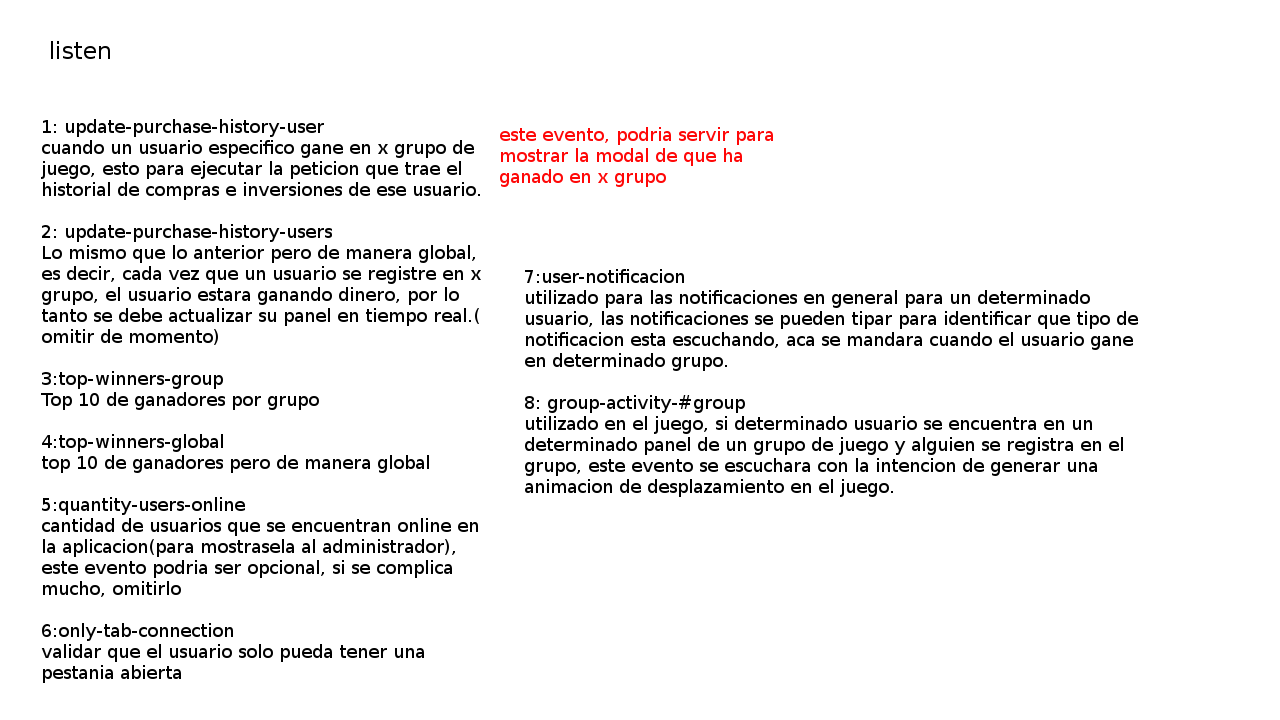 listen
1: update-purchase-history-user
cuando un usuario especifico gane en x grupo de
juego, esto para ejecutar la peticion que trae el
historial de compras e inversiones de ese usuario.
este evento, podria servir para
mostrar la modal de que ha
ganado en x grupo
2: update-purchase-history-users
Lo mismo que lo anterior pero de manera global,
es decir, cada vez que un usuario se registre en x
grupo, el usuario estara ganando dinero, por lo
tanto se debe actualizar su panel en tiempo real.(
omitir de momento)
3:top-winners-group
Top 10 de ganadores por grupo
4:top-winners-global
top 10 de ganadores pero de manera global
5:quantity-users-online
cantidad de usuarios que se encuentran online en
la aplicacion(para mostrasela al administrador),
este evento podria ser opcional, si se complica
mucho, omitirlo
6:only-tab-connection
validar que el usuario solo pueda tener una
pestania abierta
7:user-notificacion
utilizado para las notificaciones en general para un determinado
usuario, las notificaciones se pueden tipar para identificar que tipo de
notificacion esta escuchando, aca se mandara cuando el usuario gane
en determinado grupo.
8: group-activity-#group
utilizado en el juego, si determinado usuario se encuentra en un
determinado panel de un grupo de juego y alguien se registra en el
grupo, este evento se escuchara con la intencion de generar una
animacion de desplazamiento en el juego.